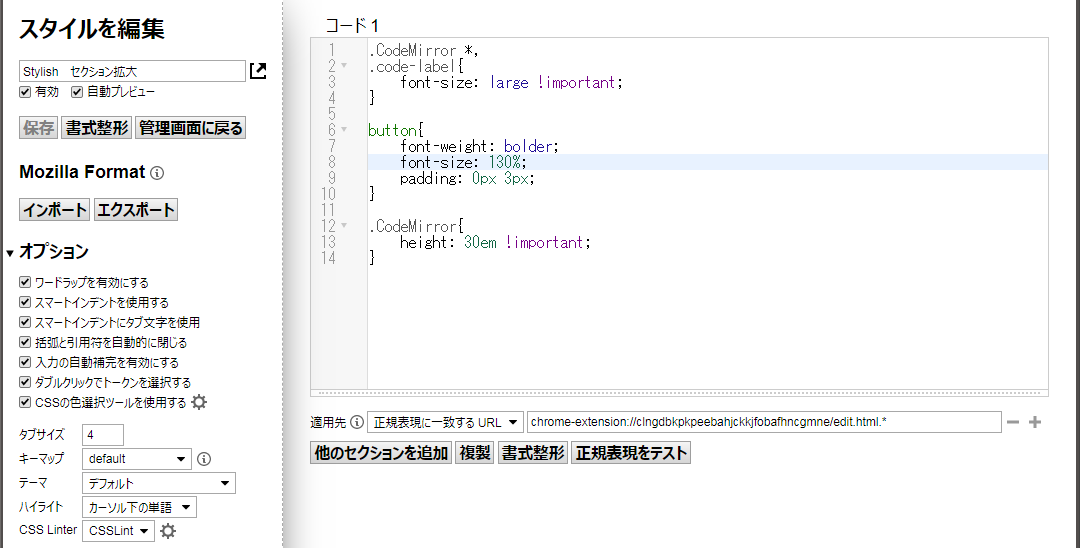 スタイルを編集
Stylish　セクション拡大
有効 自動プレビュー
保存 書式整形 管理画面に戻る
Mozilla Format
インポート エクスポート
オプション
ワードラップを有効にする
スマートインデントを使用する
スマートインデントにタブ文字を使用
括弧と引用符を自動的に閉じる
入力の自動補完を有効にする
ダブルクリックでトークンを選択する
CSSの色選択ツールを使用する
タブサイズ 4
キーマップ default
テーマ デフォルト
ハイライト カーソル下の単語
CSS Linter CSSLint
コード 1
1 .CodeMirror *,
2 .code-label{
3     font-size: large !important;
4 }
5
6 button{
7     font-weight: bolder;
8     font-size: 130%;
9     padding: 0px 3px;
10 }
11
12 .CodeMirror{
13     height: 30em !important;
14 }
適用先 正規表現に一致する URL chrome-extension://clngdbkpkpeebahjckkjfobafhncgmne/edit.html.*
他のセクションを追加 複製 書式整形 正規表現をテスト